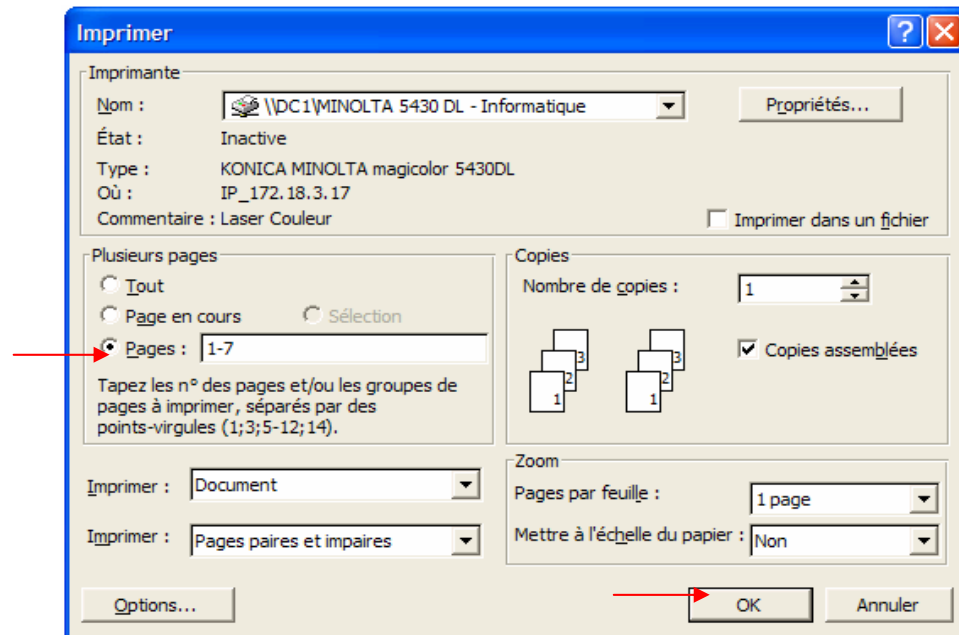 Imprimer
Imprimante
Nom : \\DC1\MINOLTA 5430 DL - Informatique Propriétés...
État : Inactive
Type : KONICA MINOLTA magicolor 5430DL
Où : IP_172.18.3.17
Commentaire : Laser Couleur Imprimer dans un fichier
Plusieurs pages
Tout
Page en cours Sélection
Pages : 1-7
Tapez les n° des pages et/ou les groupes de
pages à imprimer, séparés par des
points-virgules (1;3;5-12;14).
Copies
Nombre de copies : 1
3 3
2 2
1 1
Copies assemblées
Imprimer : Document
Imprimer : Pages paires et impaires
Zoom
Pages par feuille : 1 page
Mettre à l'échelle du papier : Non
Options... OK Annuler